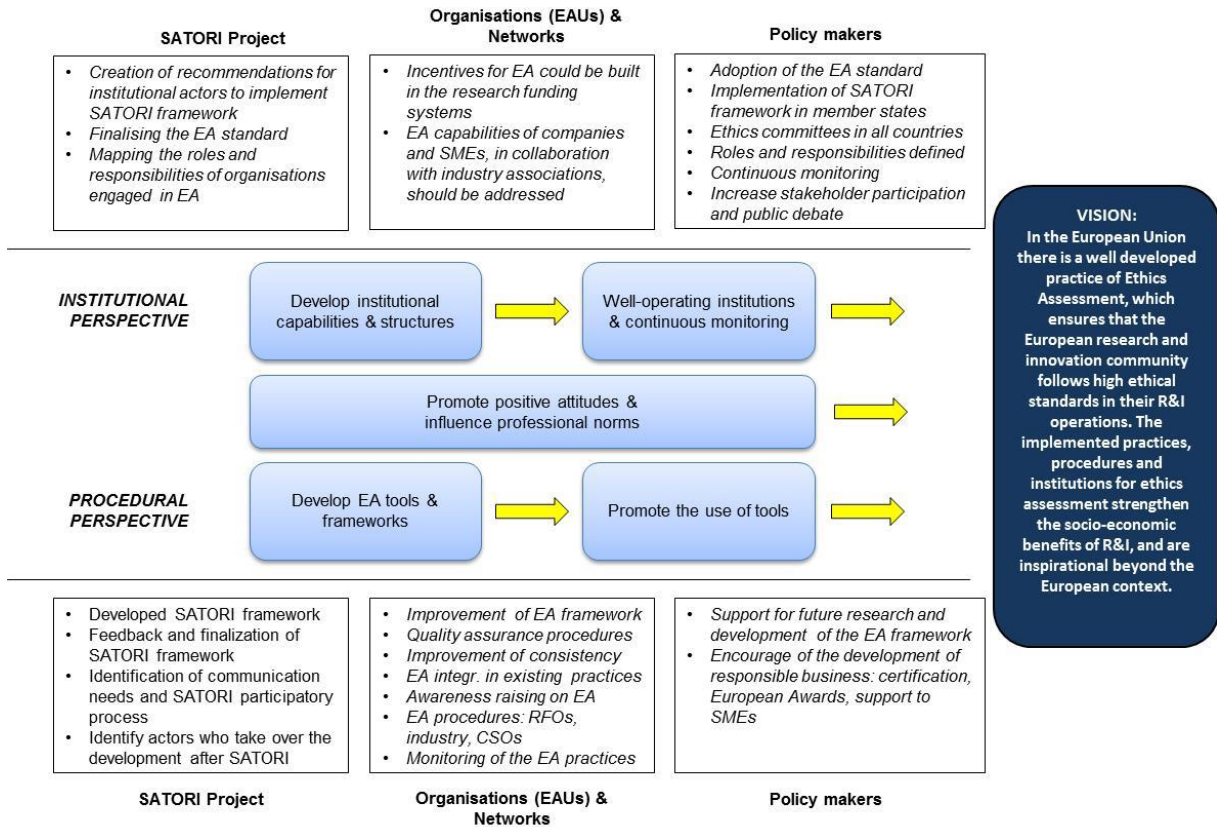 SATORI Project
Organisations (EAUs) &
Networks
Policy makers
• Creation of recommendations for
institutional actors to implement
SATORI framework
• Finalising the EA standard
• Mapping the roles and
responsibilities of organisations
engaged in EA
• Incentives for EA could be built
in the research funding
systems
• EA capabilities of companies
and SMEs, in collaboration
with industry associations,
should be addressed
• Adoption of the EA standard
• Implementation of SATORI
framework in member states
• Ethics committees in all countries
• Roles and responsibilities defined
• Continuous monitoring
• Increase stakeholder participation
and public debate
INSTITUTIONAL
PERSPECTIVE
Develop institutional
capabilities & structures
Well-operating institutions
& continuous monitoring
Promote positive attitudes &
influence professional norms
PROCEDURAL
PERSPECTIVE
Develop EA tools &
frameworks
Promote the use of tools
VISION:
In the European Union
there is a well developed
practice of Ethics
Assessment, which
ensures that the
European research and
innovation community
follows high ethical
standards in their R&I
operations. The
implemented practices,
procedures and
institutions for ethics
assessment strengthen
the socio-economic
benefits of R&I, and are
inspirational beyond the
European context.
• Developed SATORI framework
• Feedback and finalization of
SATORI framework
• Identification of communication
needs and SATORI participatory
process
• Identify actors who take over the
development after SATORI
• Improvement of EA framework
• Quality assurance procedures
• Improvement of consistency
• EA integr. in existing practices
• Awareness raising on EA
• EA procedures: RFOs,
industry, CSOs
• Monitoring of the EA practices
• Support for future research and
development of the EA framework
• Encourage of the development of
responsible business: certification,
European Awards, support to
SMEs
SATORI Project
Organisations (EAUs) &
Networks
Policy makers